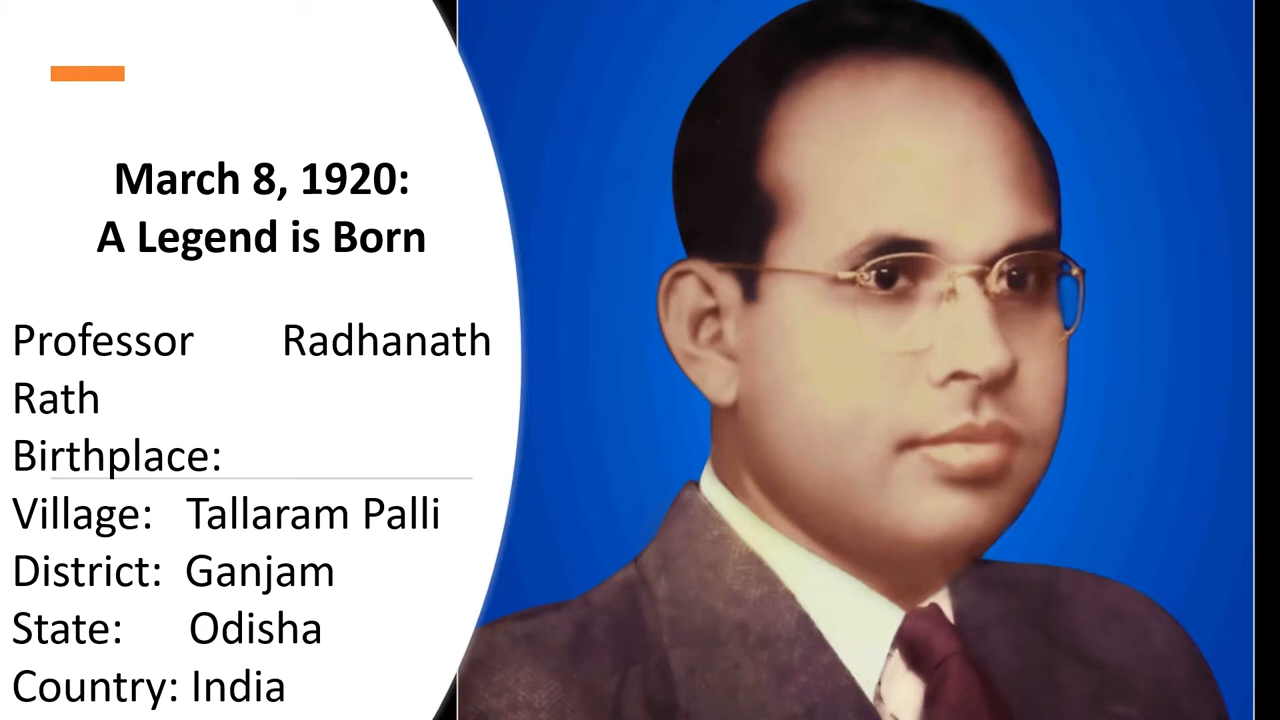 March 8, 1920:
A Legend is Born
Professor Radhanath
Rath
Birthplace:
Village: Tallaram Palli
District: Ganjam
State: Odisha
Country: India